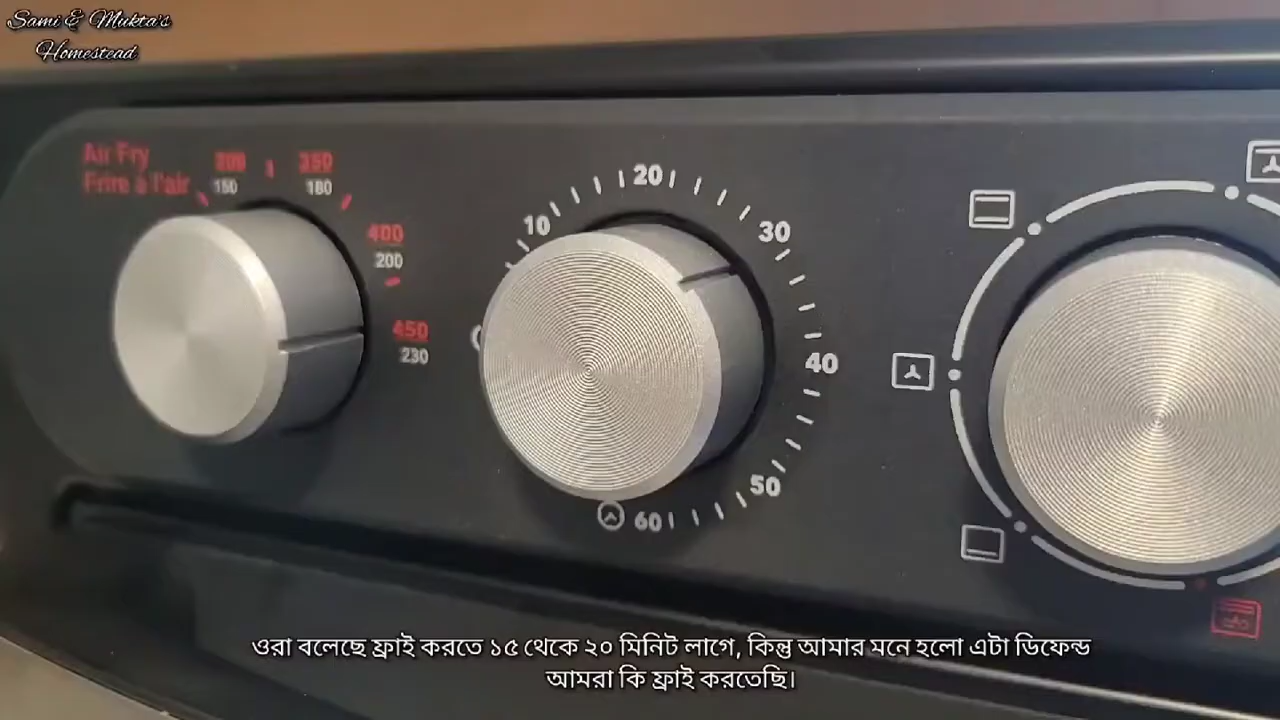 Sami & Mukta's
Homestead
Air Fry
Frire à l'air
300
150
350
180
400
200
450
230
10
20
30
40
50
60
ওরা বলেছে ফ্রাই করতে ১৫ থেকে ২০ মিনিট লাগে, কিন্তু আমার মনে হলো এটা ডিফেন্ড
আমরা কি ফ্রাই করতেছি।